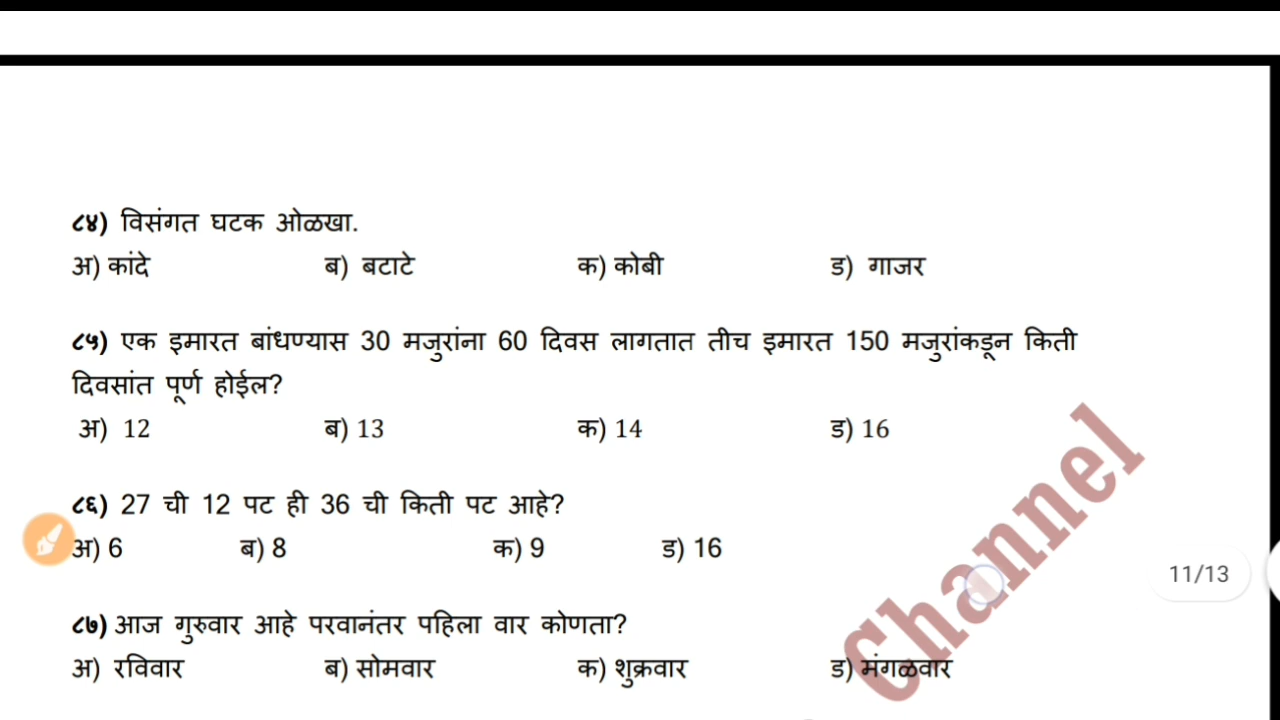 ८४) विसंगत घटक ओळखा.
अ) कांदे ब) बटाटे क) कोबी ड) गाजर
८५) एक इमारत बांधण्यास 30 मजुरांना 60 दिवस लागतात तीच इमारत 150 मजुरांकडून किती
दिवसांत पूर्ण होईल?
अ) 12 ब) 13 क) 14 ड) 16
८६) 27 ची 12 पट ही 36 ची किती पट आहे?
अ) 6 ब) 8 क) 9 ड) 16
11/13
८७) आज गुरुवार आहे परवानंतर पहिला वार कोणता?
अ) रविवार ब) सोमवार क) शुक्रवार ड) मंगळवार
Channel